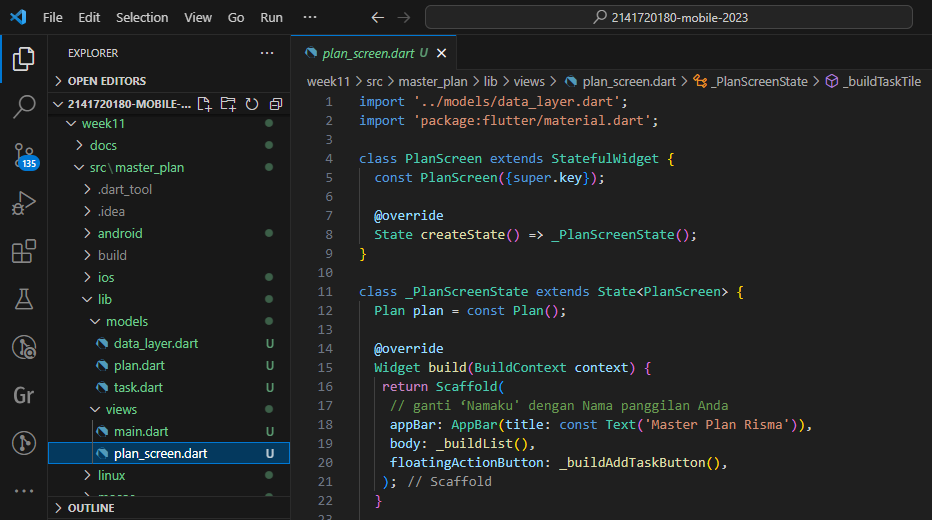 File Edit Selection View Go Run ··· 2141720180-mobile-2023
EXPLORER ···
OPEN EDITORS
2141720180-MOBILE-...
week11
docs
src\master_plan
.dart_tool
.idea
android
build
ios
lib
models
data_layer.dart U
plan.dart U
task.dart U
views
main.dart U
plan_screen.dart U
linux
OUTLINE
135
Gr
plan_screen.dart U
week11 > src > master_plan > lib > views > plan_screen.dart > _PlanScreenState > _buildTaskTile
1 import '../models/data_layer.dart';
2 import 'package:flutter/material.dart';
3
4 class PlanScreen extends StatefulWidget {
5 const PlanScreen({super.key});
6
7 @override
8 State createState() => _PlanScreenState();
9 }
10
11 class _PlanScreenState extends State<PlanScreen> {
12 Plan plan = const Plan();
13
14 @override
15 Widget build(BuildContext context) {
16 return Scaffold(
17 // ganti ‘Namaku' dengan Nama panggilan Anda
18 appBar: AppBar(title: const Text('Master Plan Risma')),
19 body: _buildList(),
20 floatingActionButton: _buildAddTaskButton(),
21 ); // Scaffold
22 }
23